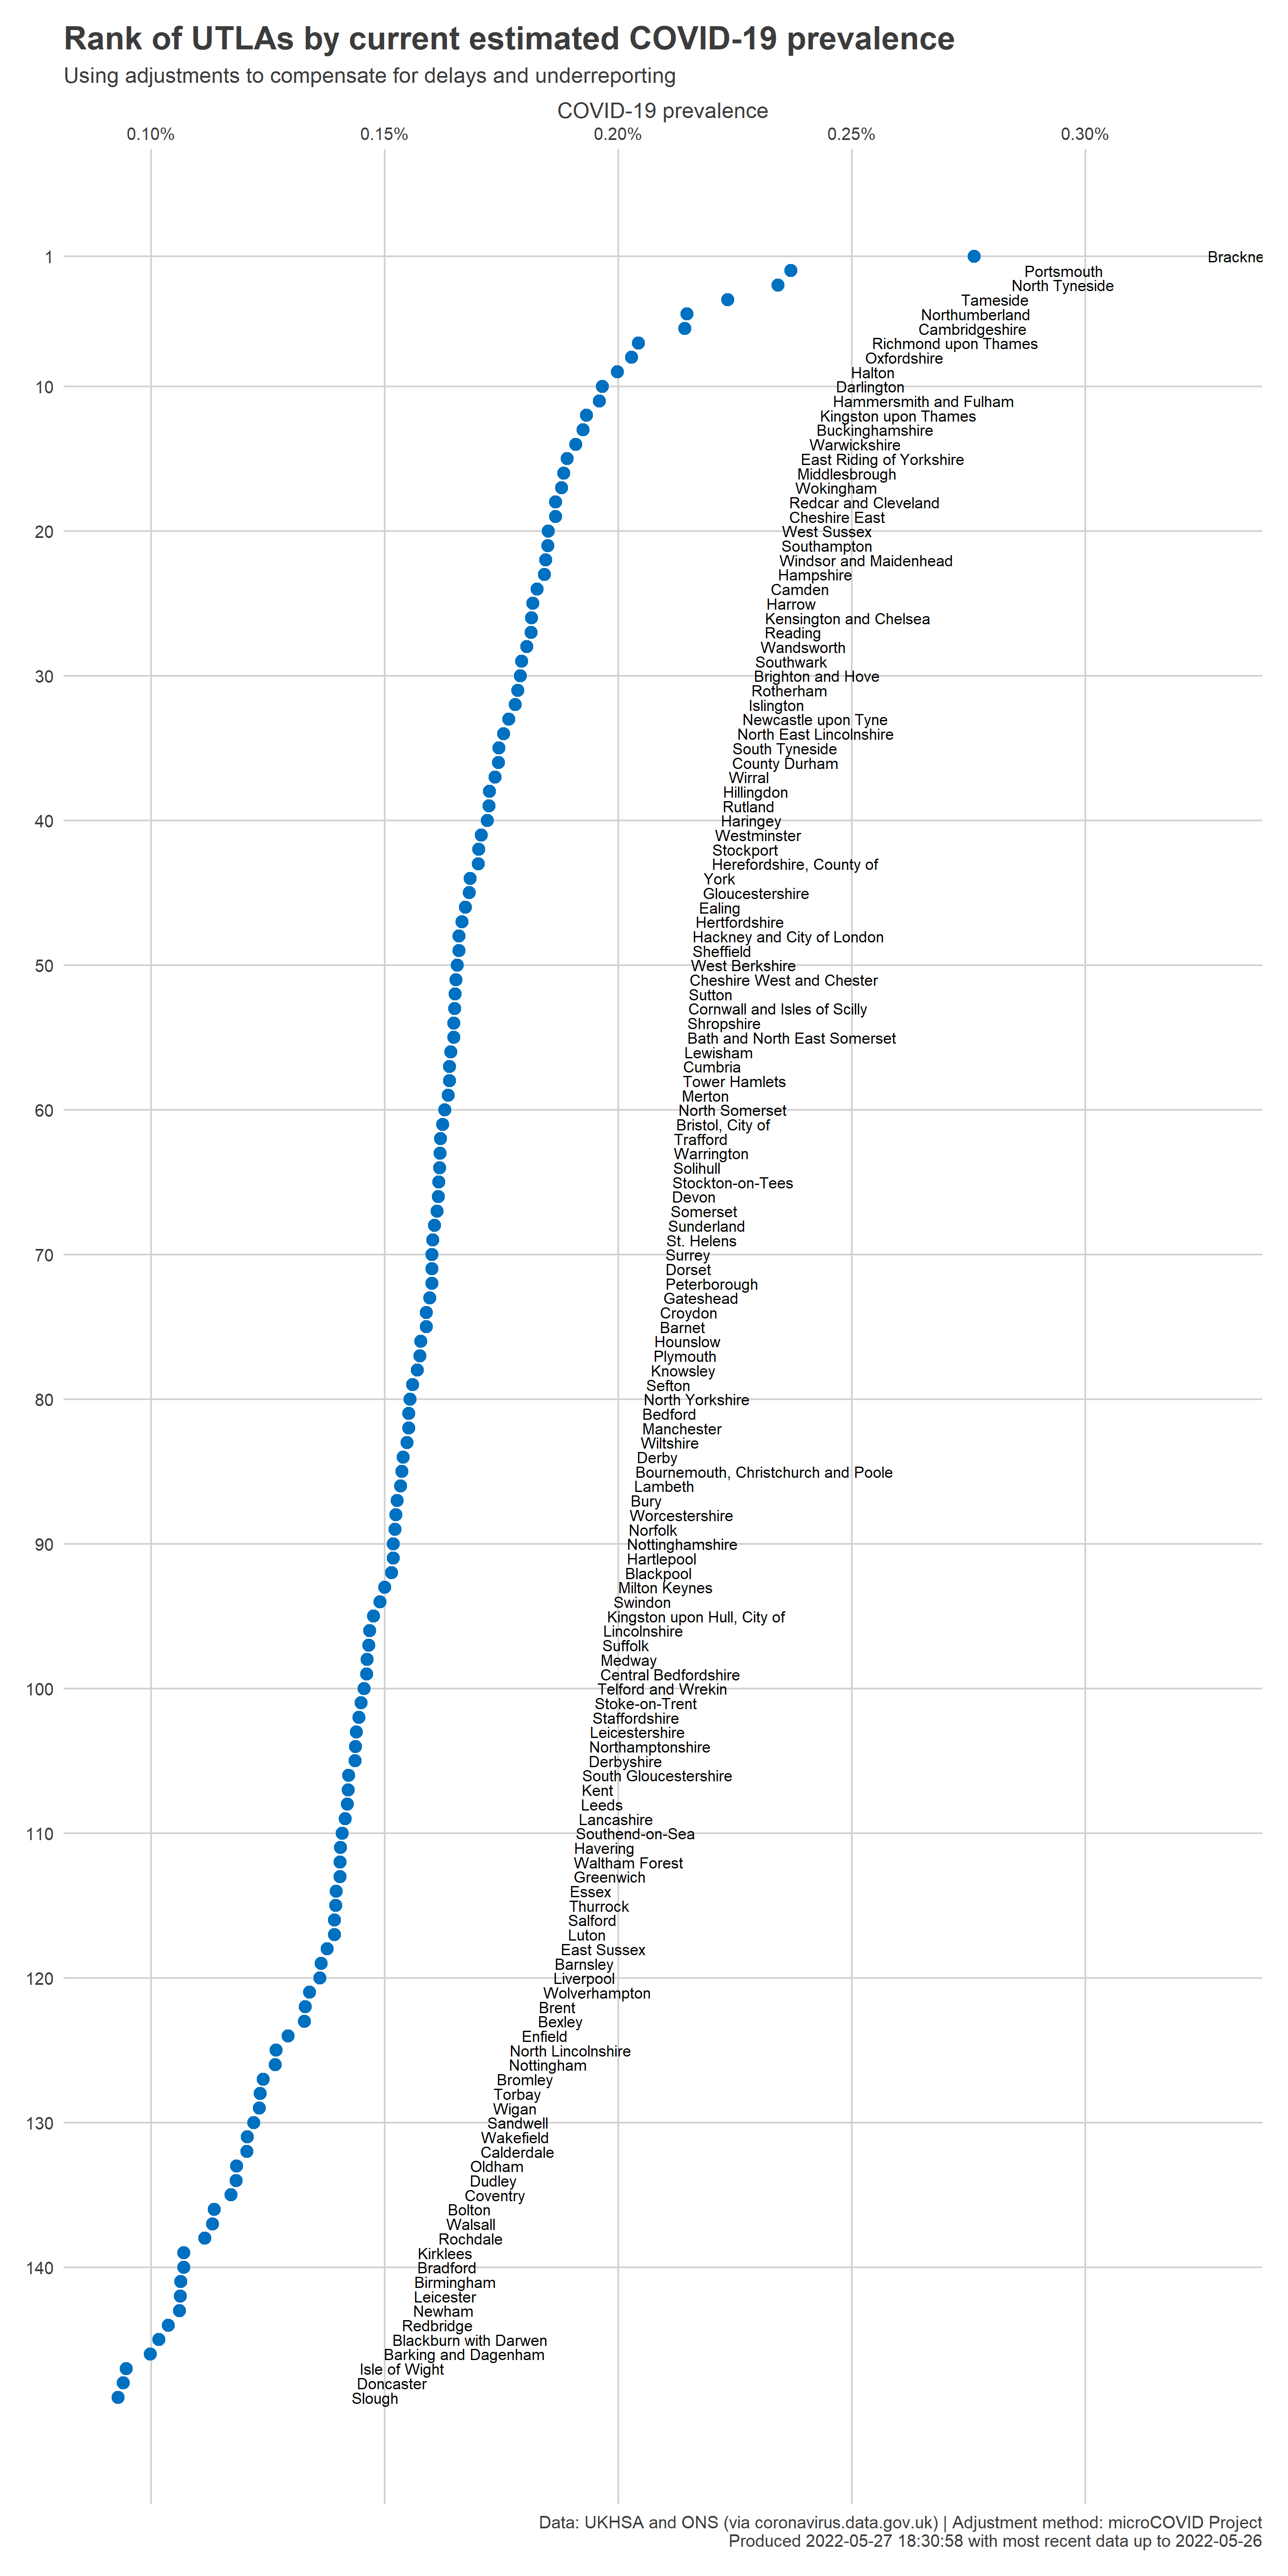 Rank of UTLAs by current estimated COVID-19 prevalence
Using adjustments to compensate for delays and underreporting
COVID-19 prevalence
0.10% 0.15% 0.20% 0.25% 0.30%
1 Brackne
Portsmouth
North Tyneside
Tameside
Northumberland
Cambridgeshire
Richmond upon Thames
Oxfordshire
Halton
10 Darlington
Hammersmith and Fulham
Kingston upon Thames
Buckinghamshire
Warwickshire
East Riding of Yorkshire
Middlesbrough
Wokingham
Redcar and Cleveland
Cheshire East
20 West Sussex
Southampton
Windsor and Maidenhead
Hampshire
Camden
Harrow
Kensington and Chelsea
Reading
Wandsworth
Southwark
30 Brighton and Hove
Rotherham
Islington
Newcastle upon Tyne
North East Lincolnshire
South Tyneside
County Durham
Wirral
Hillingdon
Rutland
40 Haringey
Westminster
Stockport
Herefordshire, County of
York
Gloucestershire
Ealing
Hertfordshire
Hackney and City of London
Sheffield
50 West Berkshire
Cheshire West and Chester
Sutton
Cornwall and Isles of Scilly
Shropshire
Bath and North East Somerset
Lewisham
Cumbria
Tower Hamlets
Merton
60 North Somerset
Bristol, City of
Trafford
Warrington
Solihull
Stockton-on-Tees
Devon
Somerset
Sunderland
St. Helens
70 Surrey
Dorset
Peterborough
Gateshead
Croydon
Barnet
Hounslow
Plymouth
Knowsley
Sefton
80 North Yorkshire
Bedford
Manchester
Wiltshire
Derby
Bournemouth, Christchurch and Poole
Lambeth
Bury
Worcestershire
Norfolk
90 Nottinghamshire
Hartlepool
Blackpool
Milton Keynes
Swindon
Kingston upon Hull, City of
Lincolnshire
Suffolk
Medway
Central Bedfordshire
100 Telford and Wrekin
Stoke-on-Trent
Staffordshire
Leicestershire
Northamptonshire
Derbyshire
South Gloucestershire
Kent
Leeds
Lancashire
110 Southend-on-Sea
Havering
Waltham Forest
Greenwich
Essex
Thurrock
Salford
Luton
East Sussex
Barnsley
120 Liverpool
Wolverhampton
Brent
Bexley
Enfield
North Lincolnshire
Nottingham
Bromley
Torbay
Wigan
130 Sandwell
Wakefield
Calderdale
Oldham
Dudley
Coventry
Bolton
Walsall
Rochdale
Kirklees
140 Bradford
Birmingham
Leicester
Newham
Redbridge
Blackburn with Darwen
Barking and Dagenham
Isle of Wight
Doncaster
Slough
Data: UKHSA and ONS (via coronavirus.data.gov.uk) | Adjustment method: microCOVID Project
Produced 2022-05-27 18:30:58 with most recent data up to 2022-05-26